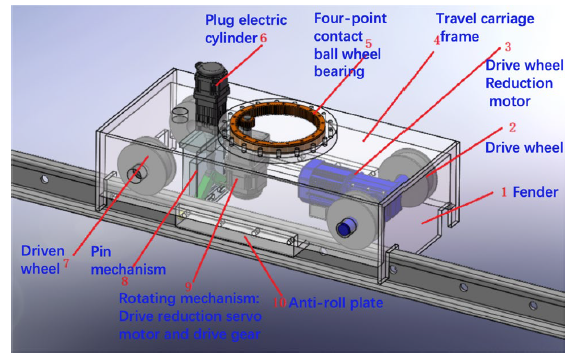 Plug electric
cylinder 6
Four-point
contact
ball wheel 5
bearing
Travel carriage
frame
4
3
Drive wheel
Reduction
motor
2
Drive wheel
1 Fender
Driven
wheel 7
Pin
mechanism
8
9
Rotating mechanism:
Drive reduction servo
motor and drive gear
10 Anti-roll plate